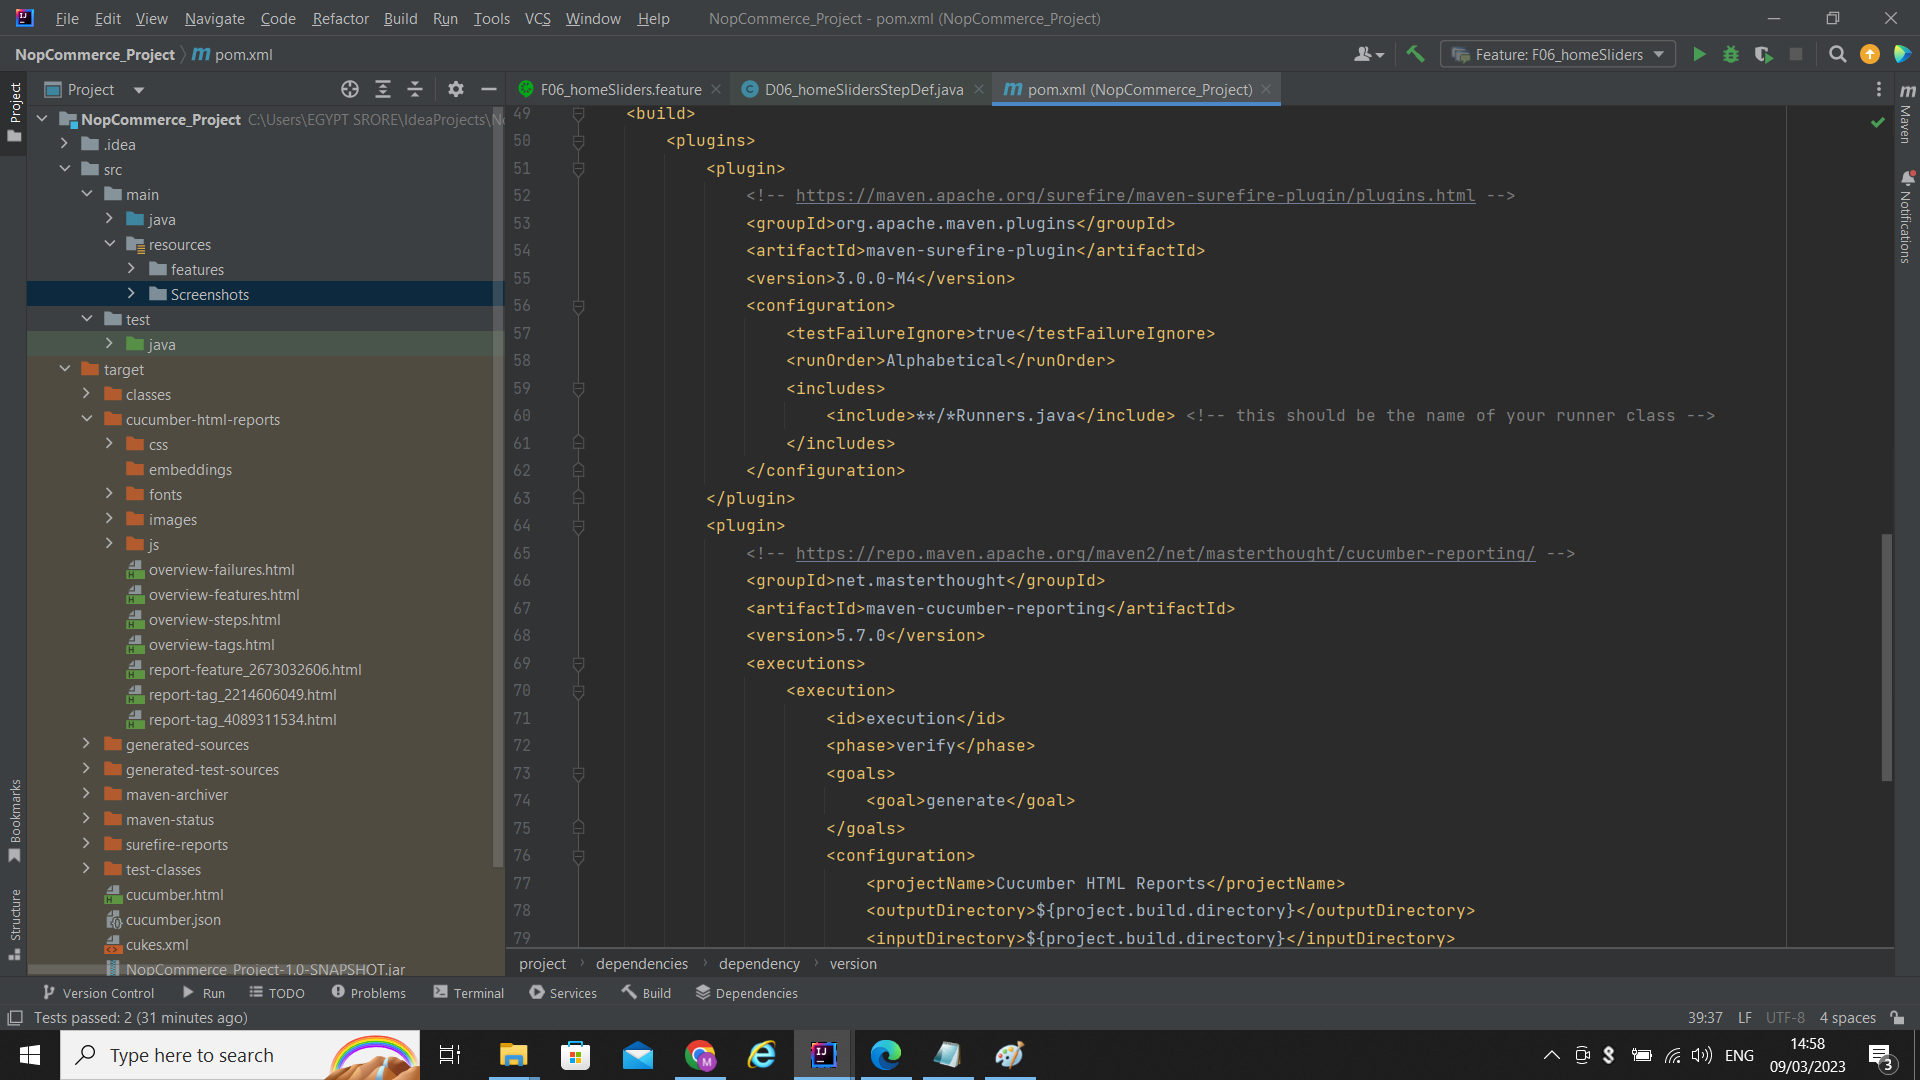 File Edit View Navigate Code Refactor Build Run Tools VCS Window Help NopCommerce_Project - pom.xml (NopCommerce_Project)
NopCommerce_Project pom.xml
Feature: F06_homeSliders
Project
F06_homeSliders.feature
D06_homeSlidersStepDef.java
pom.xml (NopCommerce_Project)
Project
Bookmarks
Structure
NopCommerce_Project C:\Users\EGYPT SRORE\IdeaProjects\
.idea
src
main
java
resources
features
Screenshots
test
java
target
classes
cucumber-html-reports
css
embeddings
fonts
images
js
overview-failures.html
overview-features.html
overview-steps.html
overview-tags.html
report-feature_2673032606.html
report-tag_2214606049.html
report-tag_4089311534.html
generated-sources
generated-test-sources
maven-archiver
maven-status
surefire-reports
test-classes
cucumber.html
cucumber.json
cukes.xml
NopCommerce_Project-1.0-SNAPSHOT.jar
49 <build>
50 <plugins>
51 <plugin>
52 <!-- https://maven.apache.org/surefire/maven-surefire-plugin/plugins.html -->
53 <groupId>org.apache.maven.plugins</groupId>
54 <artifactId>maven-surefire-plugin</artifactId>
55 <version>3.0.0-M4</version>
56 <configuration>
57 <testFailureIgnore>true</testFailureIgnore>
58 <runOrder>Alphabetical</runOrder>
59 <includes>
60 <include>**/*Runners.java</include> <!-- this should be the name of your runner class -->
61 </includes>
62 </configuration>
63 </plugin>
64 <plugin>
65 <!-- https://repo.maven.apache.org/maven2/net/masterthought/cucumber-reporting/ -->
66 <groupId>net.masterthought</groupId>
67 <artifactId>maven-cucumber-reporting</artifactId>
68 <version>5.7.0</version>
69 <executions>
70 <execution>
71 <id>execution</id>
72 <phase>verify</phase>
73 <goals>
74 <goal>generate</goal>
75 </goals>
76 <configuration>
77 <projectName>Cucumber HTML Reports</projectName>
78 <outputDirectory>${project.build.directory}</outputDirectory>
79 <inputDirectory>${project.build.directory}</inputDirectory>
Maven
Notifications
project dependencies dependency version
Version Control Run TODO Problems Terminal Services Build Dependencies
Tests passed: 2 (31 minutes ago)
39:37 LF UTF-8 4 spaces
Type here to search
ENG
14:58
09/03/2023
3